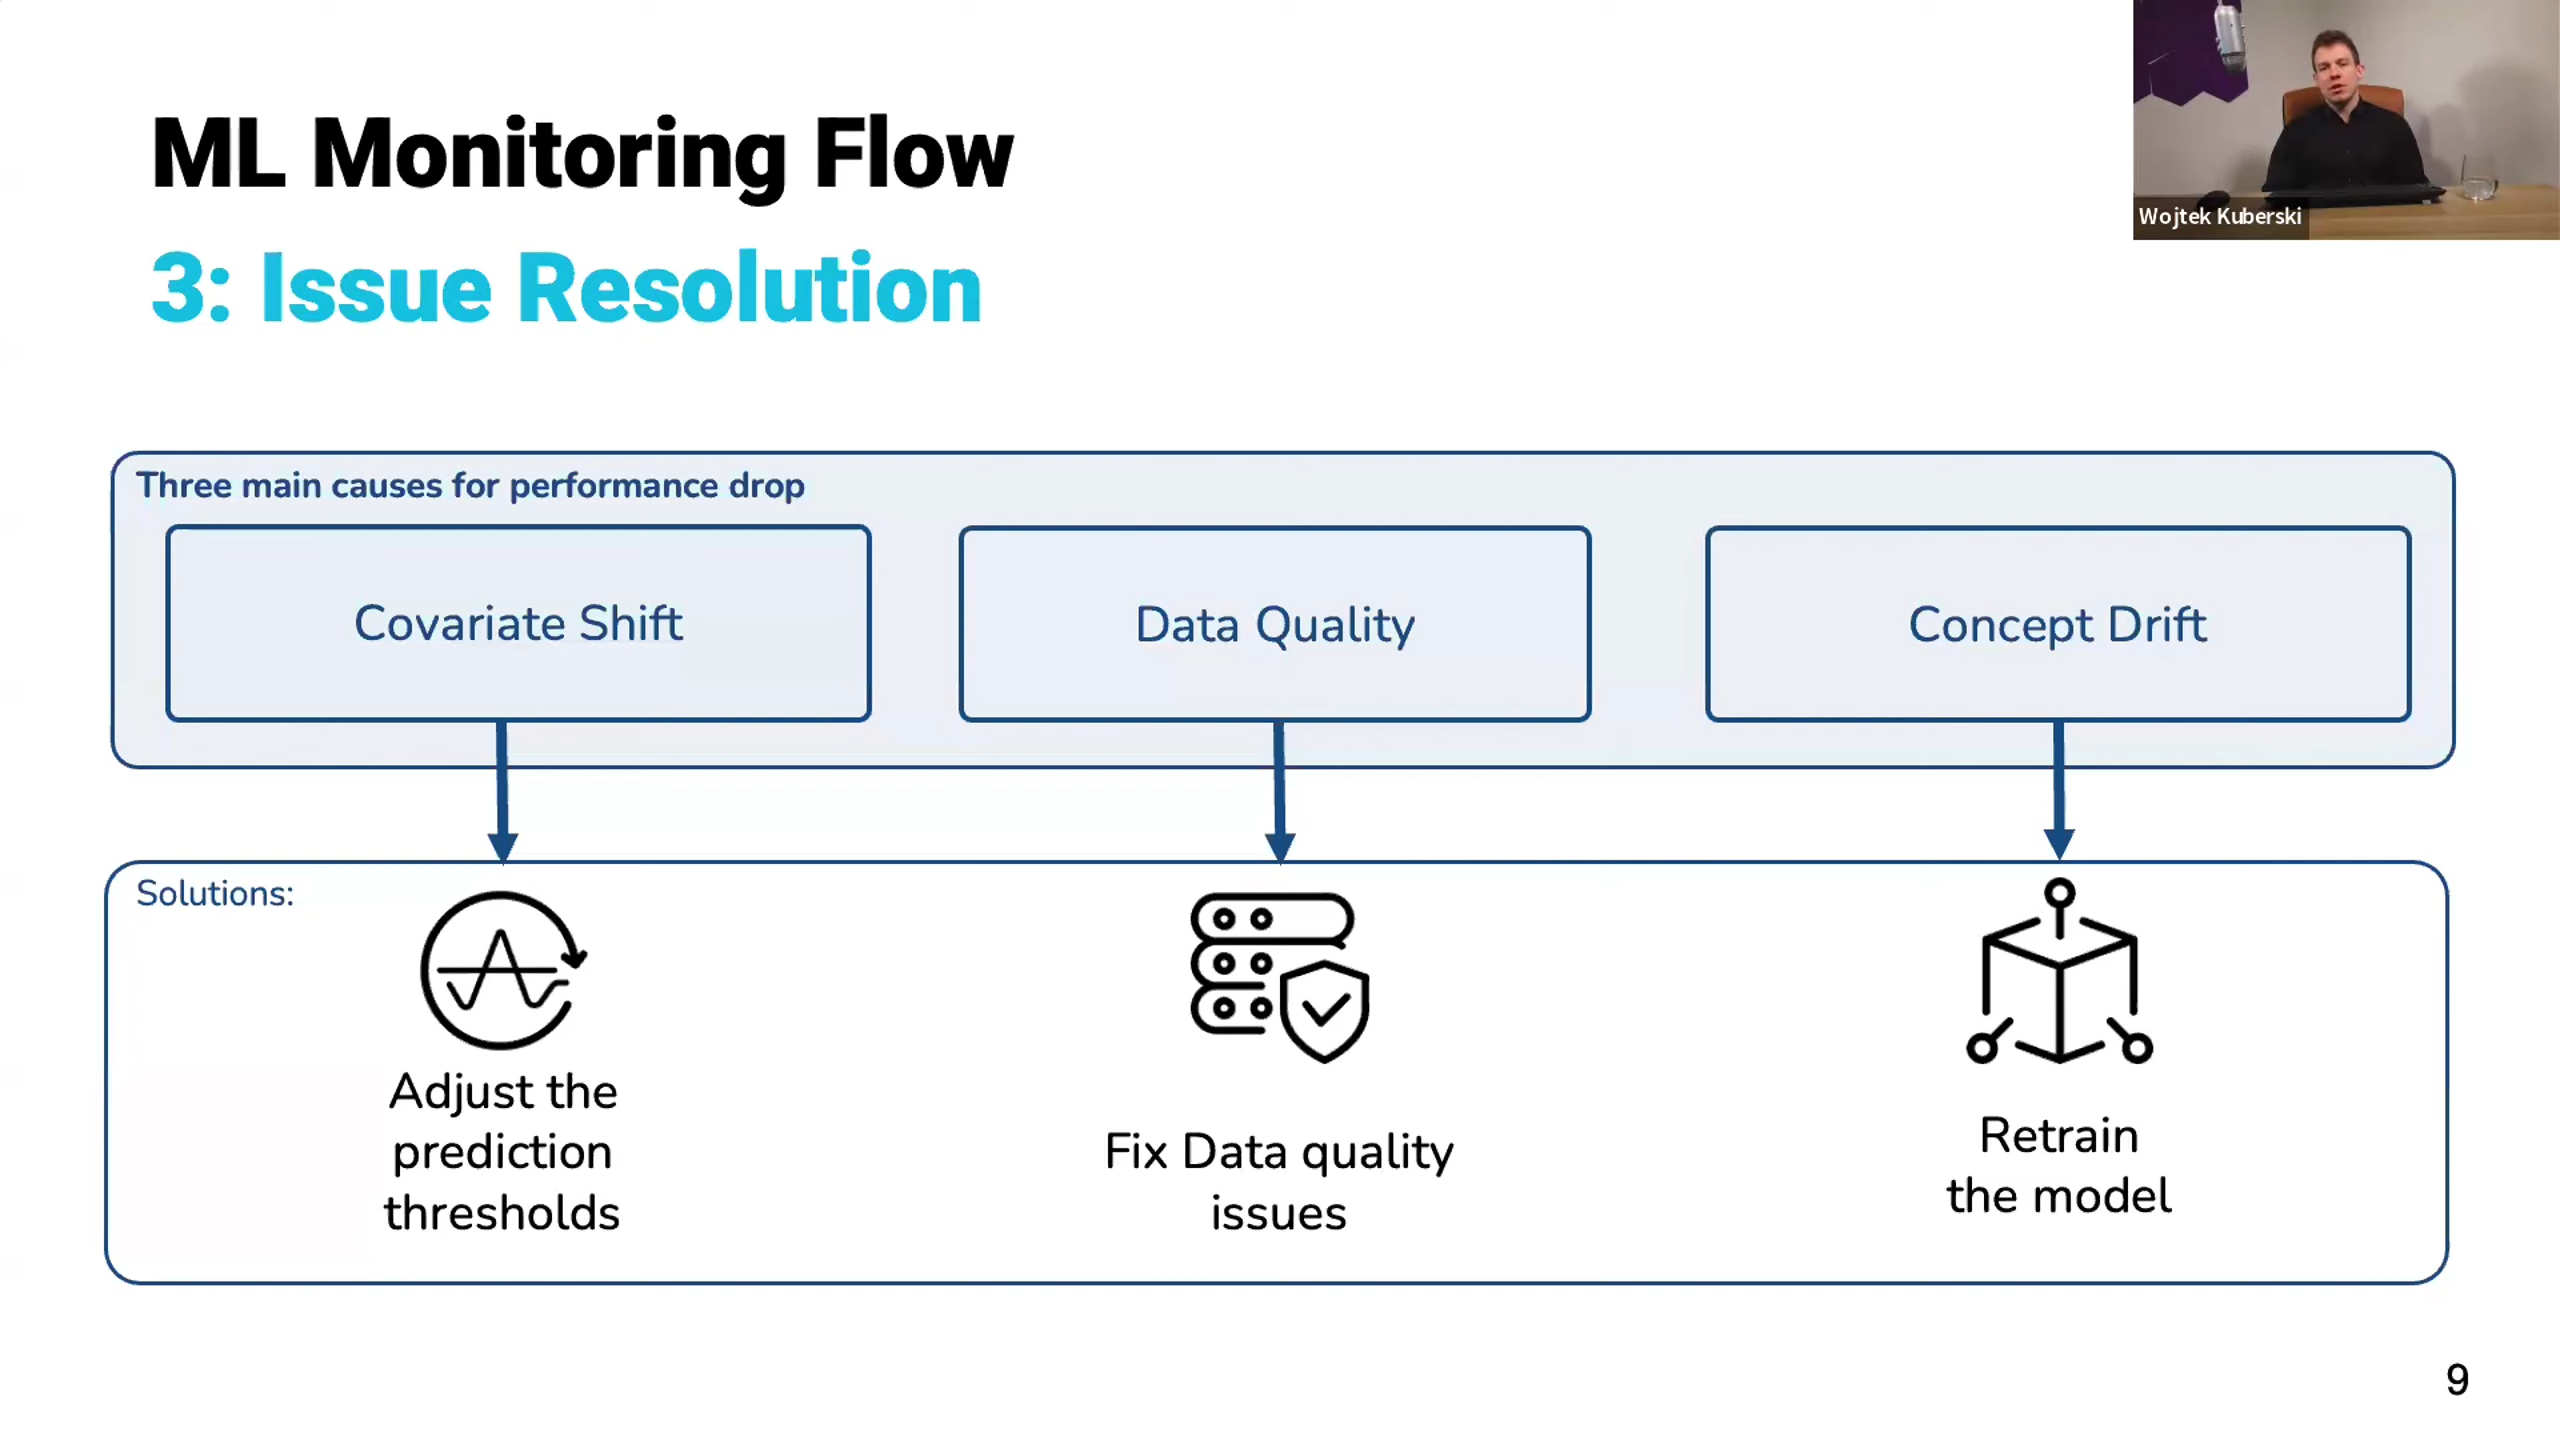 ML Monitoring Flow
3: Issue Resolution
Wojtek Kuberski
Three main causes for performance drop
Covariate Shift
Data Quality
Concept Drift
Solutions:
Adjust the
prediction
thresholds
Fix Data quality
issues
Retrain
the model
9